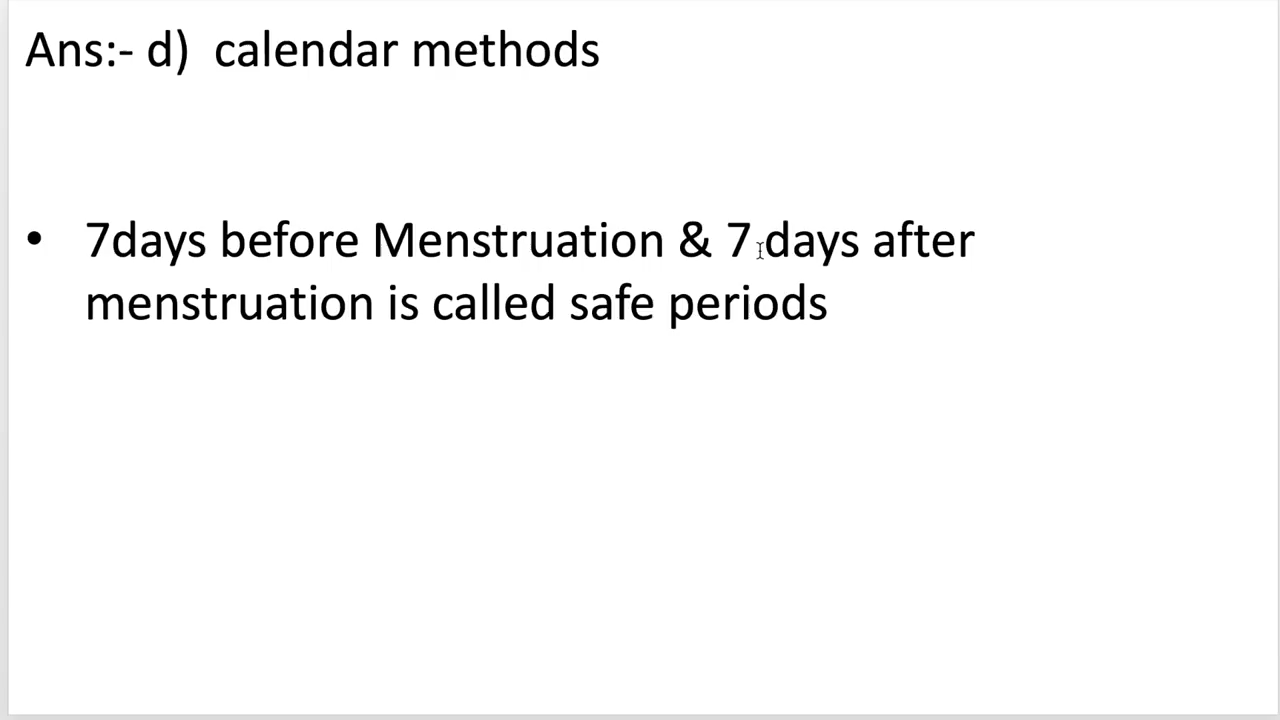 Ans:- d)  calendar methods
• 7days before Menstruation & 7 days after
menstruation is called safe periods